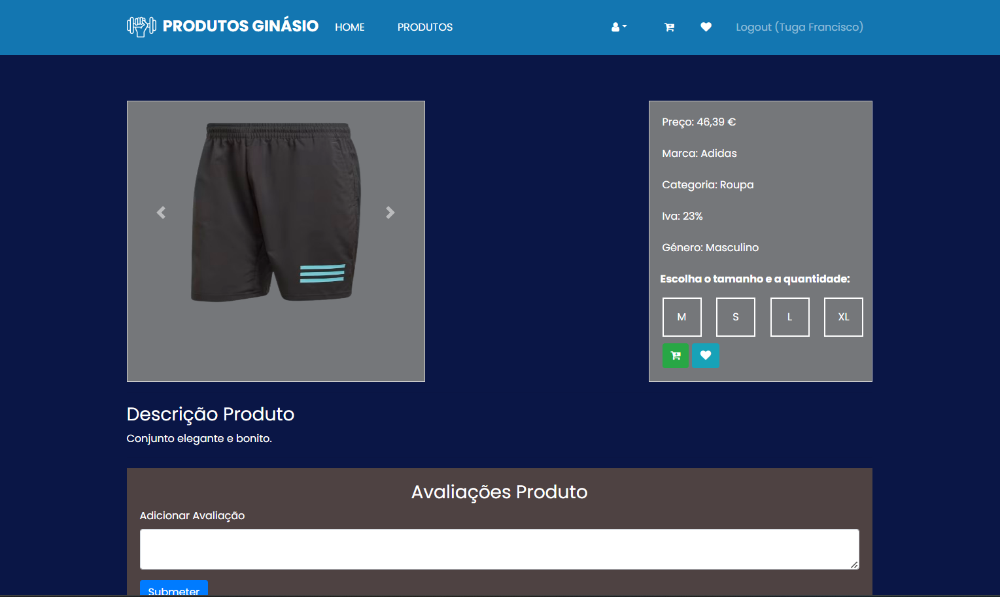 PRODUTOS GINÁSIO
HOME
PRODUTOS
Logout (Tuga Francisco)
Preço: 46,39 €
Marca: Adidas
Categoria: Roupa
Iva: 23%
Género: Masculino
Escolha o tamanho e a quantidade:
M
S
L
XL
Descrição Produto
Conjunto elegante e bonito.
Avaliações Produto
Adicionar Avaliação
Submeter